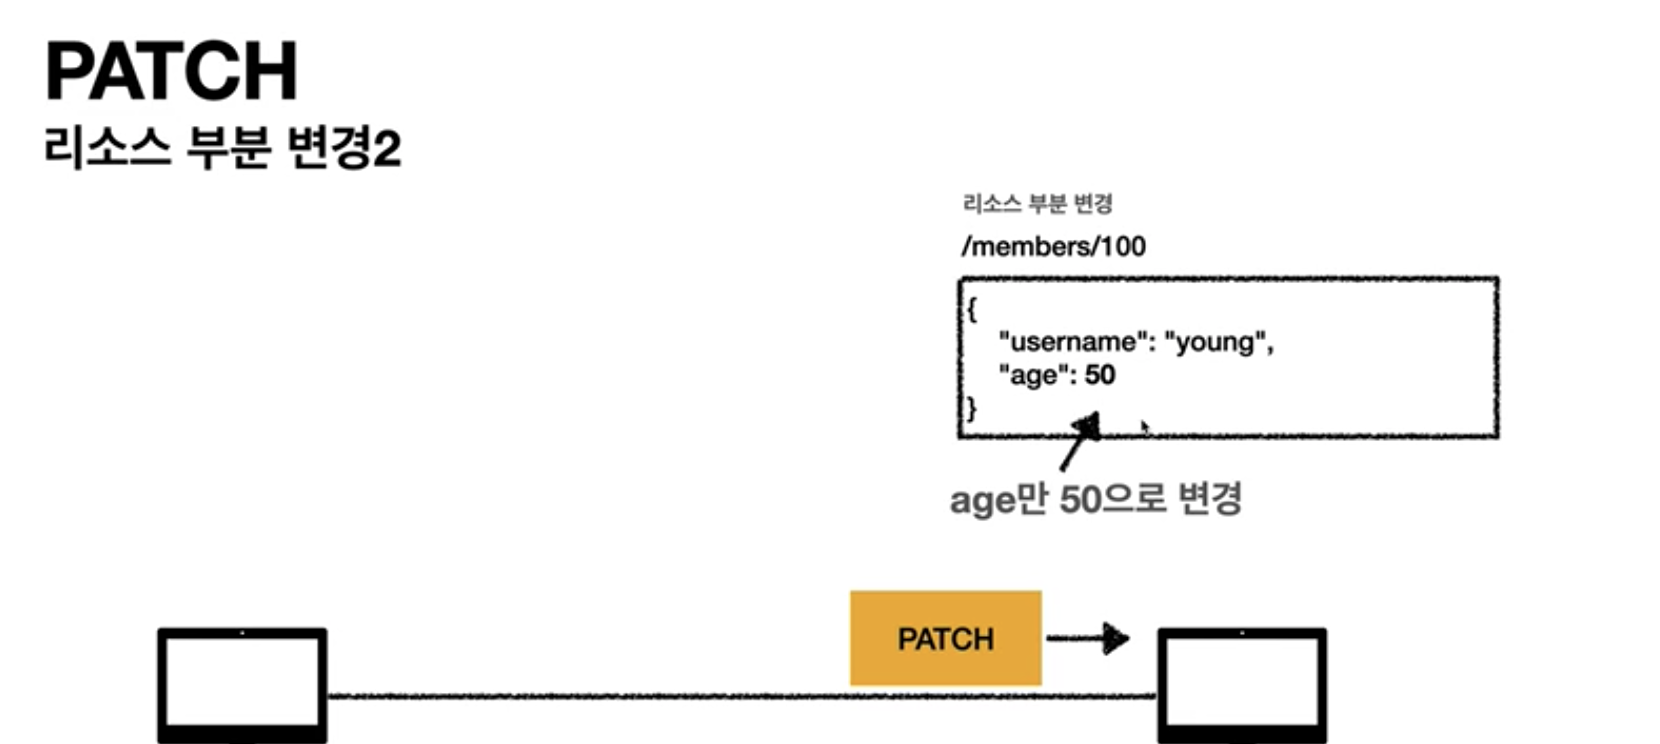 PATCH
리소스 부분 변경2
리소스 부분 변경
/members/100
{
"username": "young",
"age": 50
}
age만 50으로 변경
PATCH